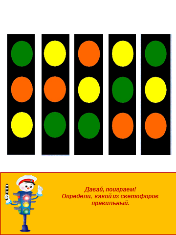 Давай поиграем!
Определи, какой из светофоров
правильный.